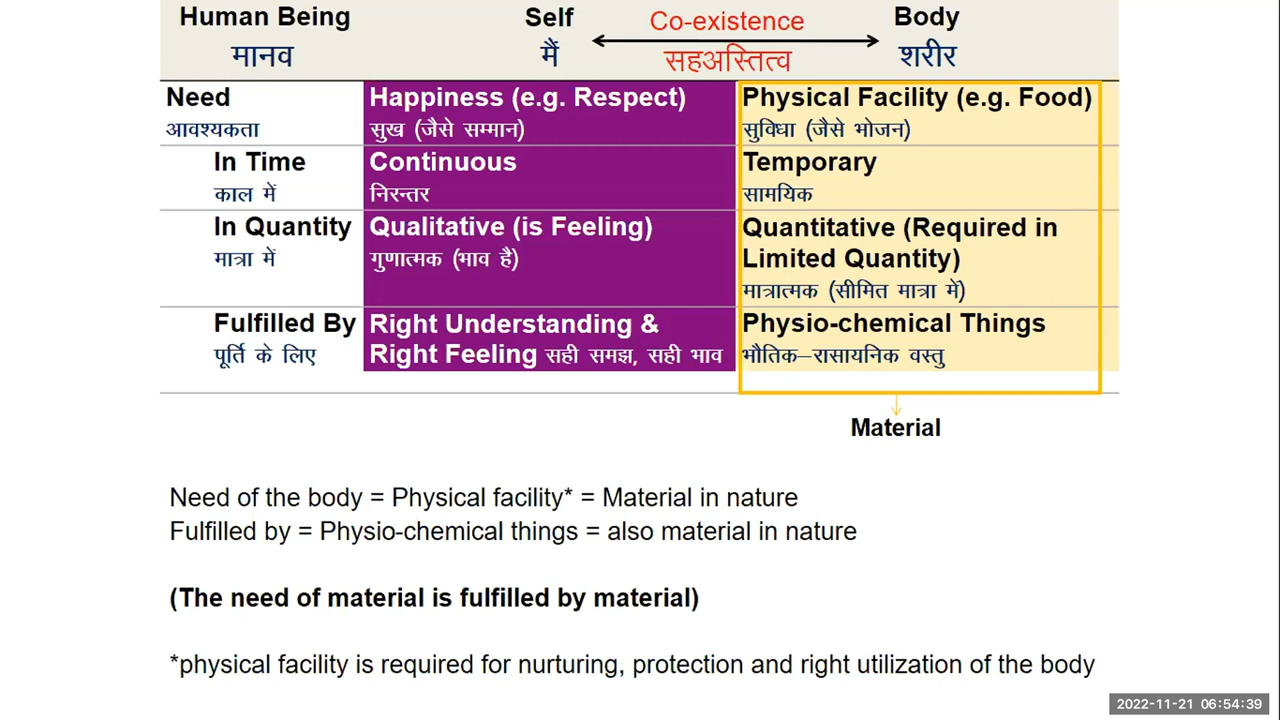 Human Being Self Co-existence Body
मानव मैं सहअस्तित्व शरीर
Need Happiness (e.g. Respect) Physical Facility (e.g. Food)
आवश्यकता सुख (जैसे सम्मान) सुविधा (जैसे भोजन)
In Time Continuous Temporary
काल में निरन्तर सामयिक
In Quantity Qualitative (is Feeling) Quantitative (Required in
Limited Quantity)
मात्रा में गुणात्मक (भाव है) मात्रात्मक (सीमित मात्रा में)
Fulfilled By Right Understanding & Physio-chemical Things
पूर्ति के लिए Right Feeling सही समझ, सही भाव भौतिक–रासायनिक वस्तु
Material
Need of the body = Physical facility* = Material in nature
Fulfilled by = Physio-chemical things = also material in nature
(The need of material is fulfilled by material)
*physical facility is required for nurturing, protection and right utilization of the body
2022-11-21 06:54:39